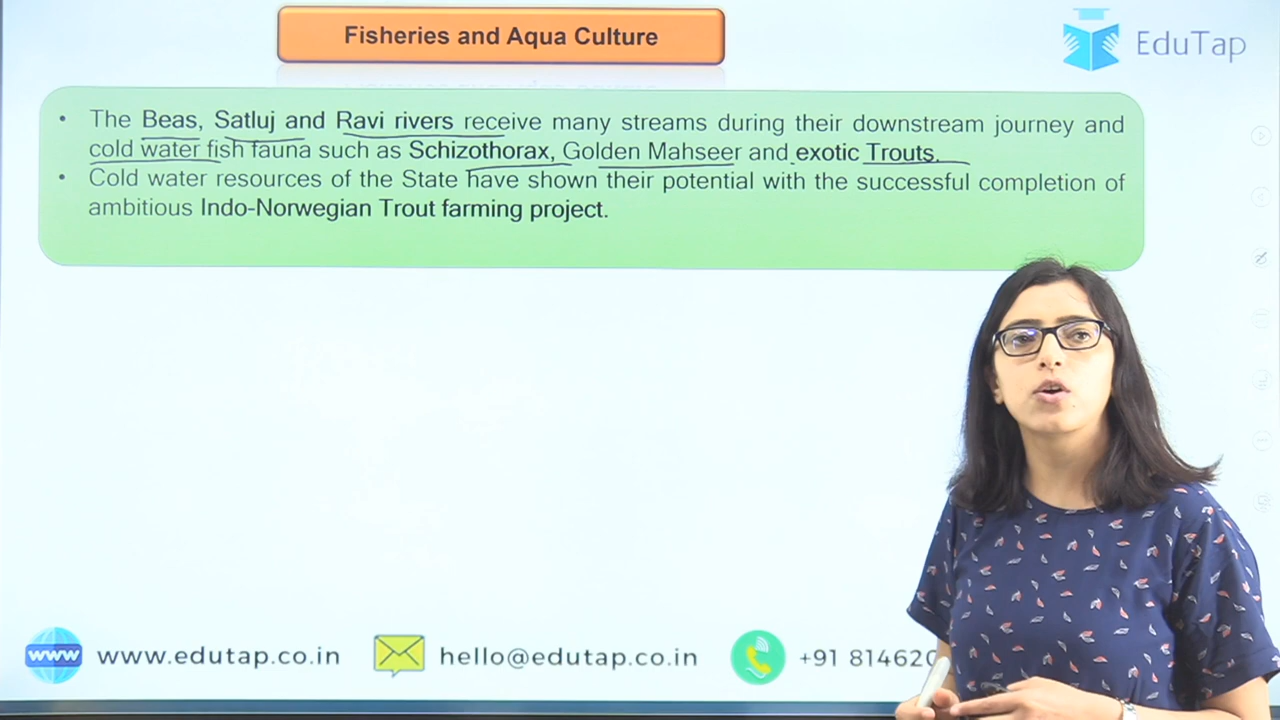 Fisheries and Aqua Culture
EduTap
• The Beas, Satluj and Ravi rivers receive many streams during their downstream journey and
cold water fish fauna such as Schizothorax, Golden Mahseer and exotic Trouts.
• Cold water resources of the State have shown their potential with the successful completion of
ambitious Indo-Norwegian Trout farming project.
www www.edutap.co.in hello@edutap.co.in +91 814620